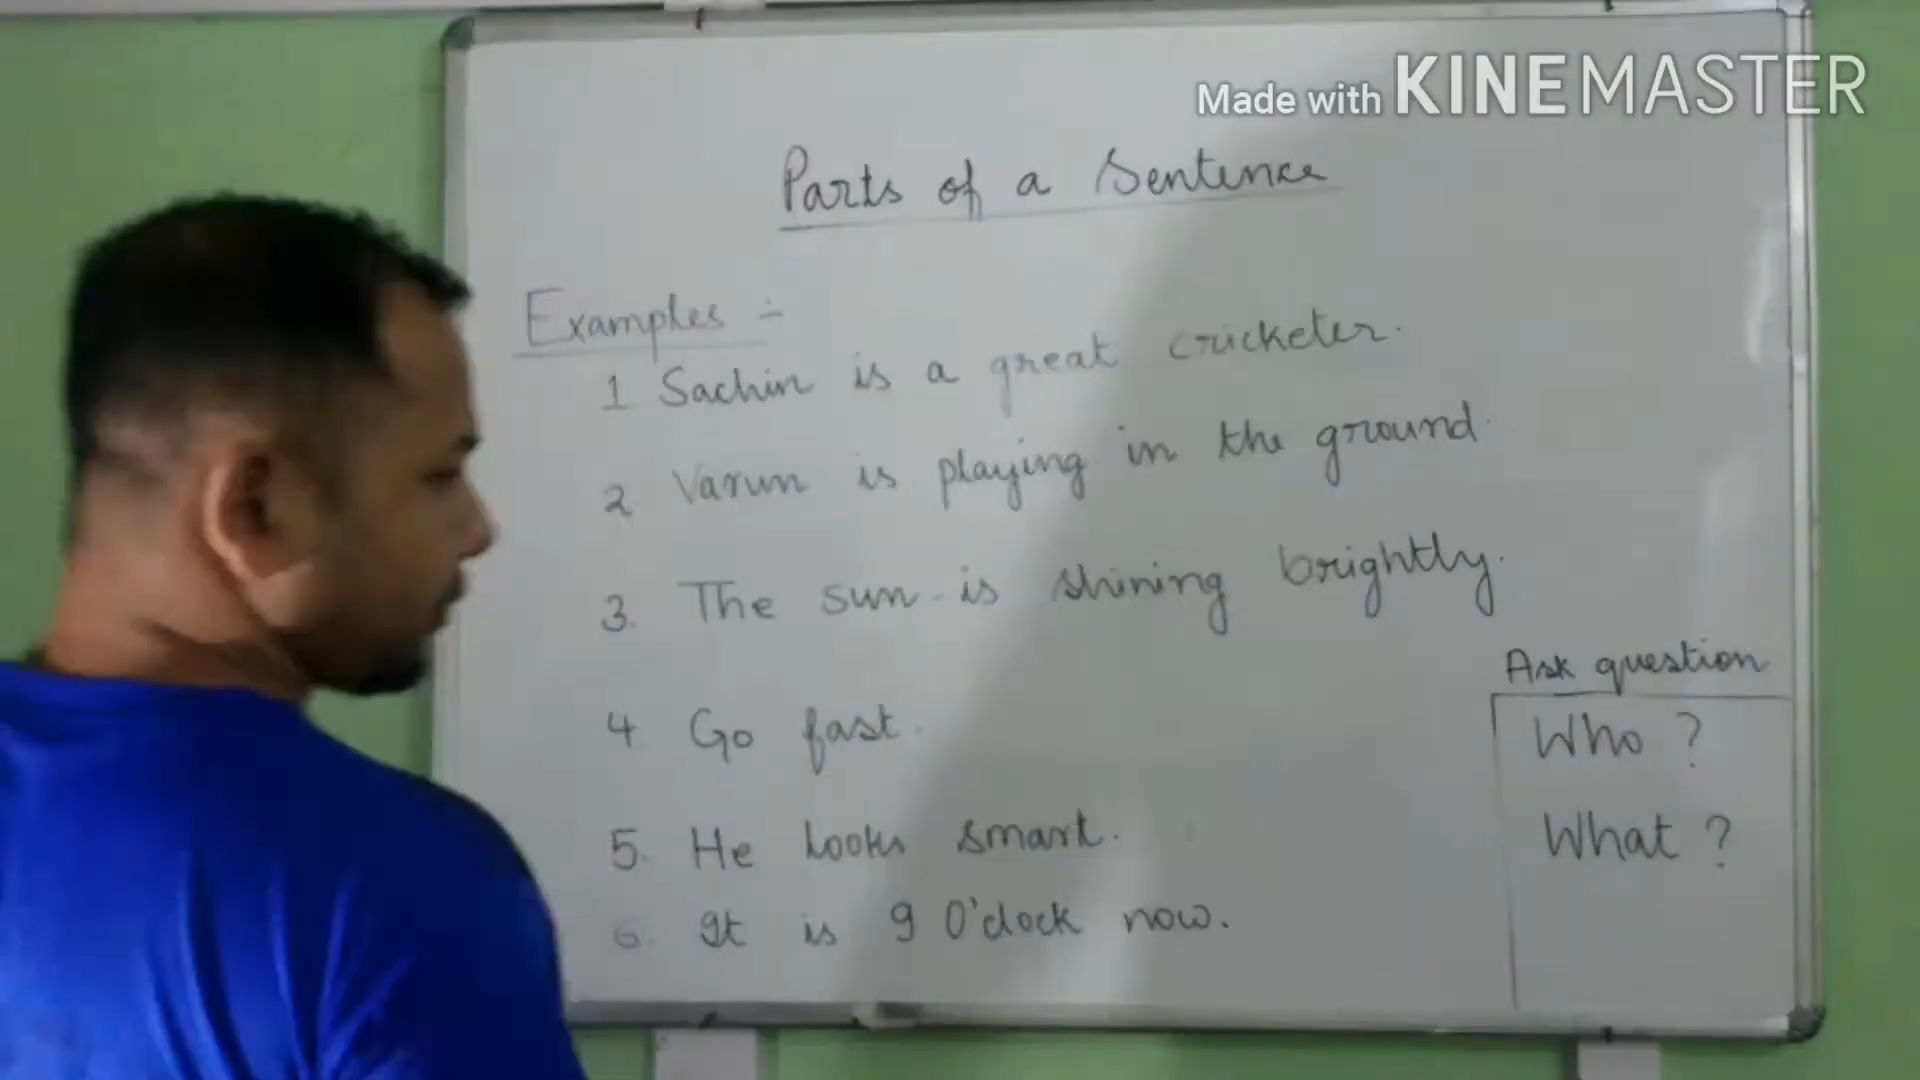 Made with KINEMASTER
Parts of a Sentence
Examples :-
1 Sachin is a great cricketer.
2 Varun is playing in the ground.
3. The sun is shining brightly.
4. Go fast.
5. He looks smart.
6. It is 9 O'clock now.
Ask question
Who ?
What ?